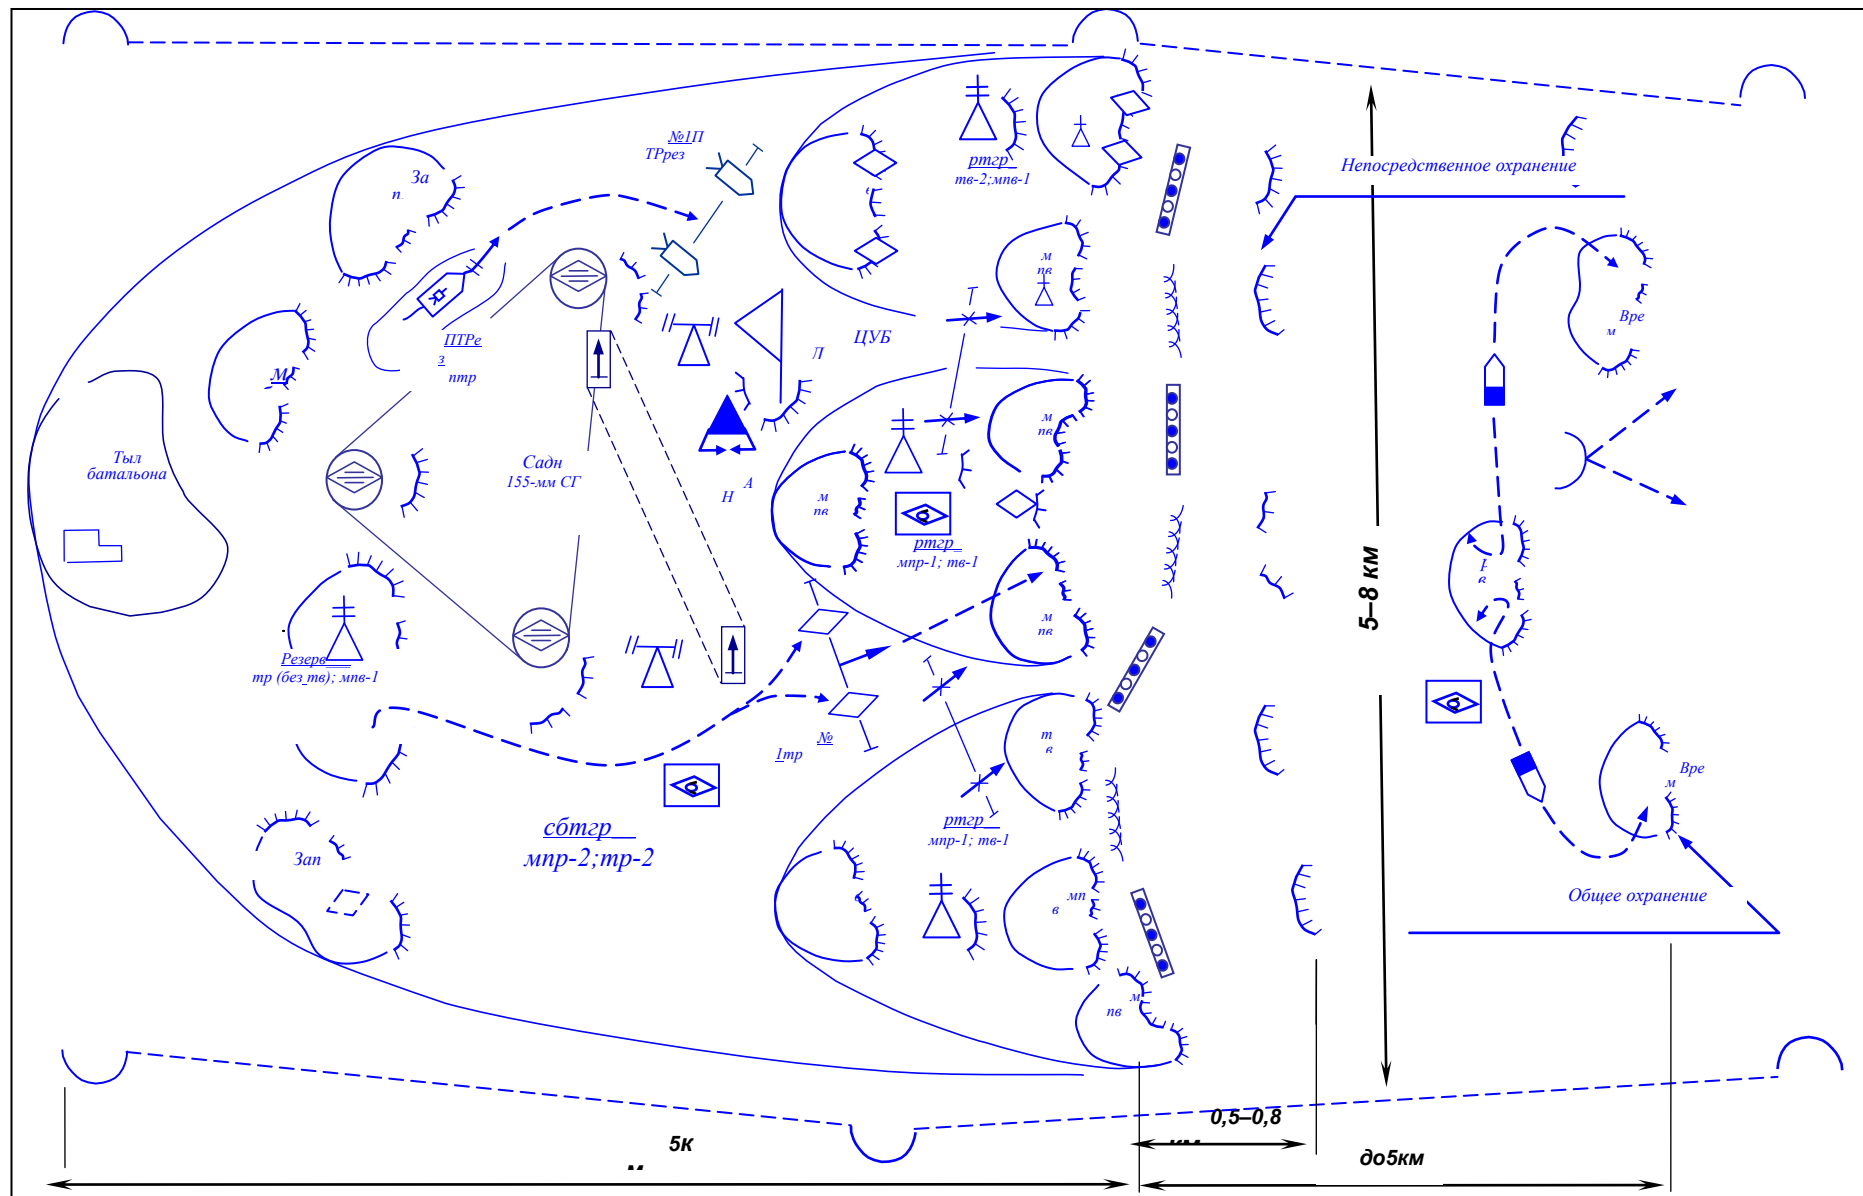 №1П
ТРрез
ртгр
тв-2;мпв-1
Непосредственное охранение
За
п.
м
пв
Вре
м
ПТРе
з
птр
Л
ЦУБ
м
м
пв
Тыл
батальона
Садн
155-мм СГ
Н
А
м
пв
ртгр
мпр-1; тв-1
5–8 км
в
м
пв
Резерв
тр (без тв); мпв-1
т
в
№
1тр
Вре
м
сбтгр
мпр-2;тр-2
ртгр
мпр-1; тв-1
Зап
мп
в
Общее охранение
м
пв
0,5–0,8
км
5к
м
до5км